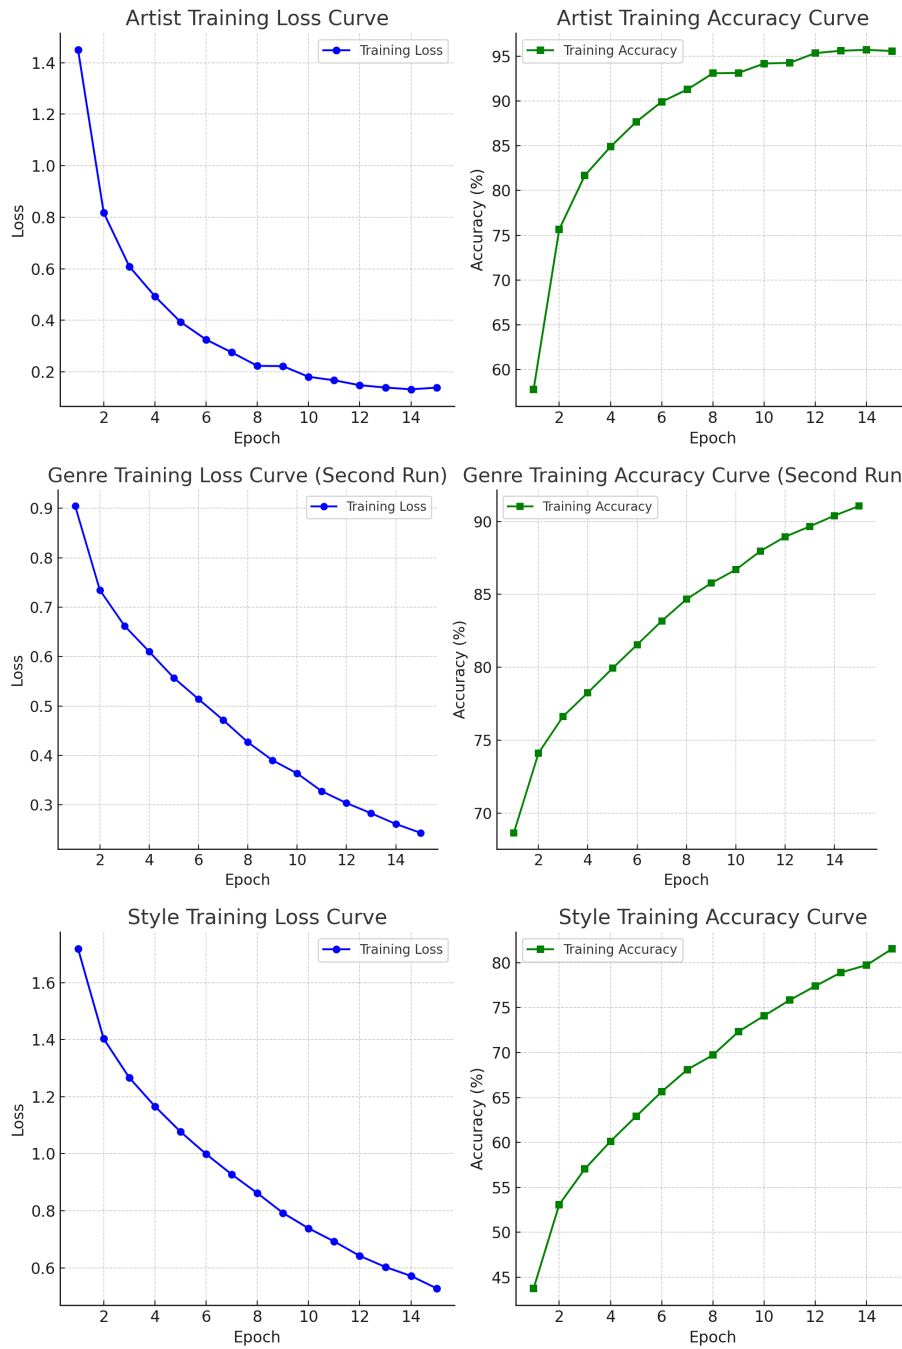 Artist Training Loss Curve
Training Loss
1.4
1.2
1.0
0.8
0.6
0.4
0.2
Loss
2 4 6 8 10 12 14
Epoch
Artist Training Accuracy Curve
Training Accuracy
95
90
85
80
75
70
65
60
Accuracy (%)
2 4 6 8 10 12 14
Epoch
Genre Training Loss Curve (Second Run)
Training Loss
0.9
0.8
0.7
0.6
0.5
0.4
0.3
Loss
2 4 6 8 10 12 14
Epoch
Genre Training Accuracy Curve (Second Run
Training Accuracy
90
85
80
75
70
Accuracy (%)
2 4 6 8 10 12 14
Epoch
Style Training Loss Curve
Training Loss
1.6
1.4
1.2
1.0
0.8
0.6
Loss
2 4 6 8 10 12 14
Epoch
Style Training Accuracy Curve
Training Accuracy
80
75
70
65
60
55
50
45
Accuracy (%)
2 4 6 8 10 12 14
Epoch